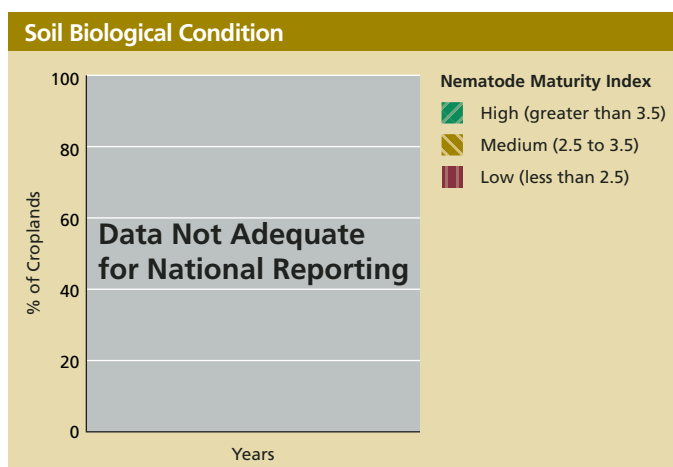 Soil Biological Condition
100
80
60
40
20
0
% of Croplands
Data Not Adequate
for National Reporting
Years
Nematode Maturity Index
High (greater than 3.5)
Medium (2.5 to 3.5)
Low (less than 2.5)